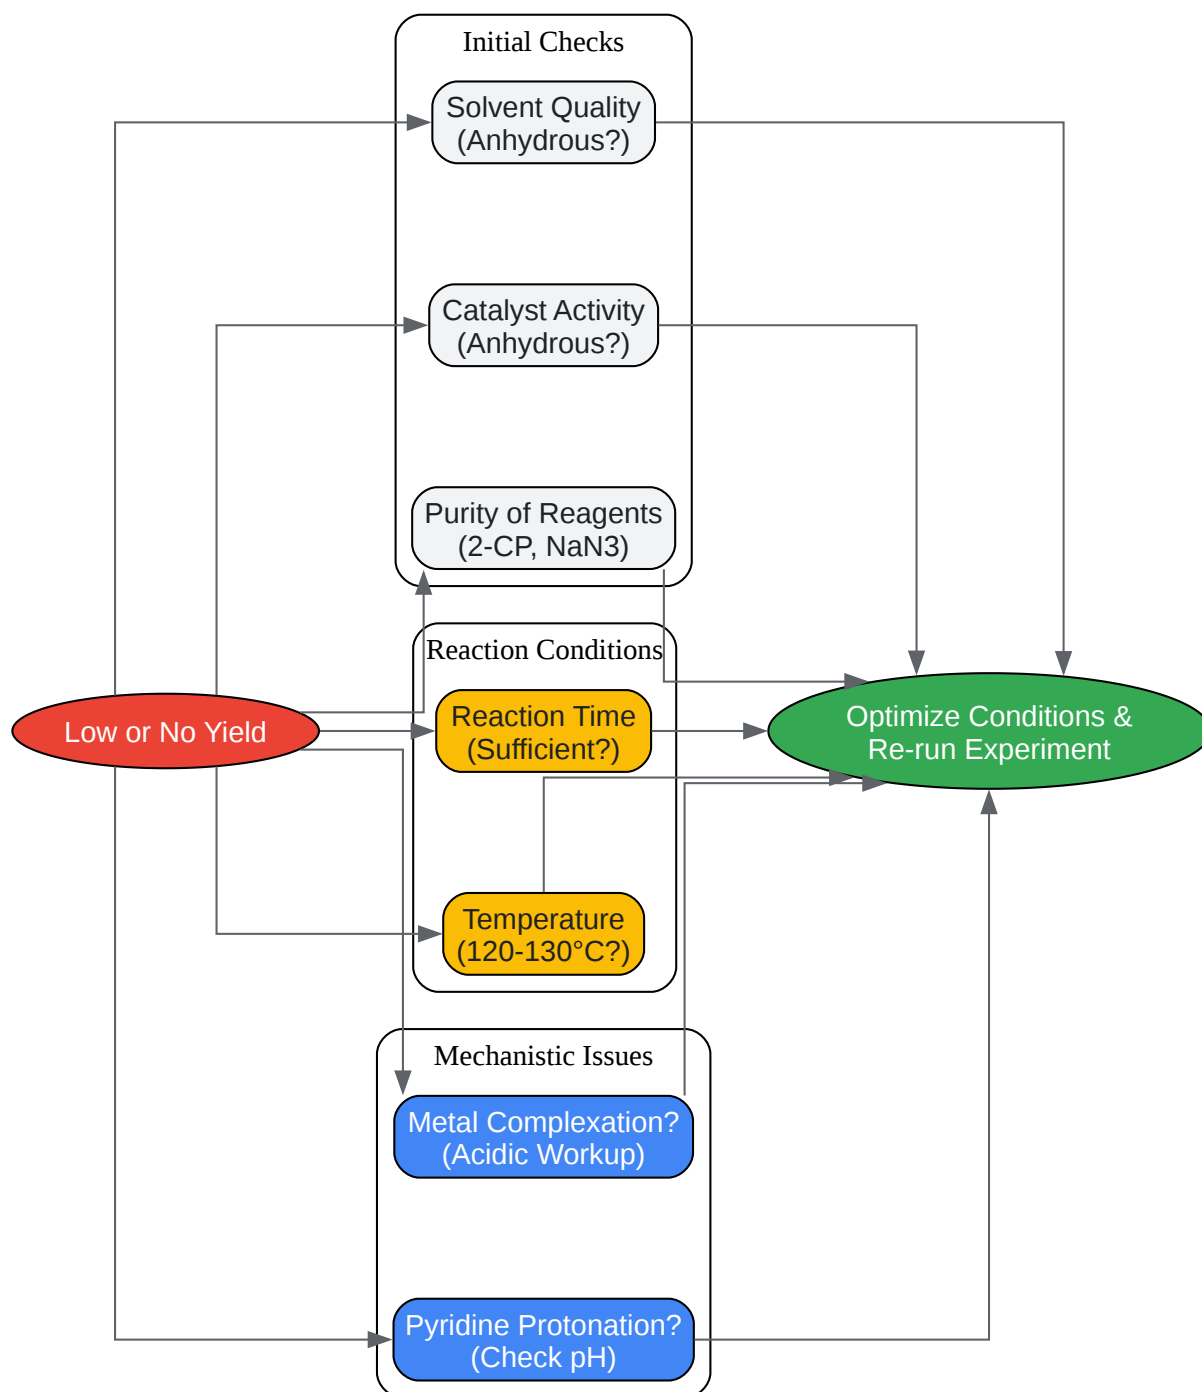 Initial Checks
Solvent Quality
(Anhydrous?)
Catalyst Activity
(Anhydrous?)
Purity of Reagents
(2-CP, NaN3)
Reaction Conditions
Low or No Yield
Reaction Time
(Sufficient?)
Optimize Conditions &
Re-run Experiment
Temperature
(120-130°C?)
Mechanistic Issues
Metal Complexation?
(Acidic Workup)
Pyridine Protonation?
(Check pH)